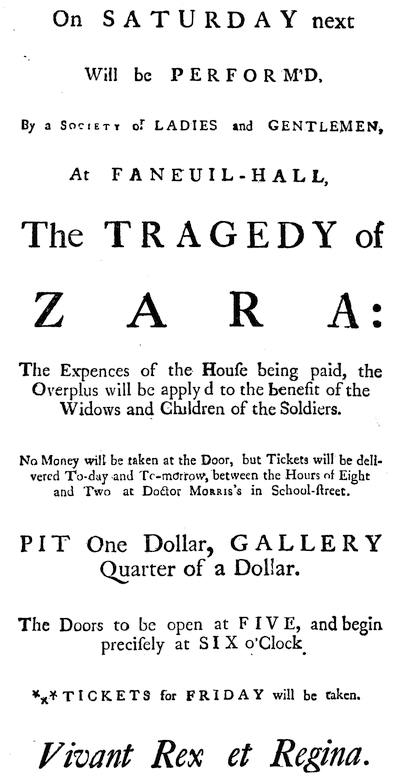 On SATURDAY next
Will be PERFORM'D,
By a SOCIETY of LADIES and GENTLEMEN,
At FANEUIL-HALL,
The TRAGEDY of
ZARA:
The Expences of the Houſe being paid, the
Overplus will be apply'd to the benefit of the
Widows and Children of the Soldiers.
No Money will be taken at the Door, but Tickets will be deli-
vered To-day and To-morrow, between the Hours of Eight
and Two at Doctor MORRIS's in School-ſtreet.
PIT One Dollar, GALLERY
Quarter of a Dollar.
The Doors to be open at FIVE, and begin
preciſely at SIX o'Clock.
*⁎* TICKETS for FRIDAY will be taken.
Vivant Rex et Regina.